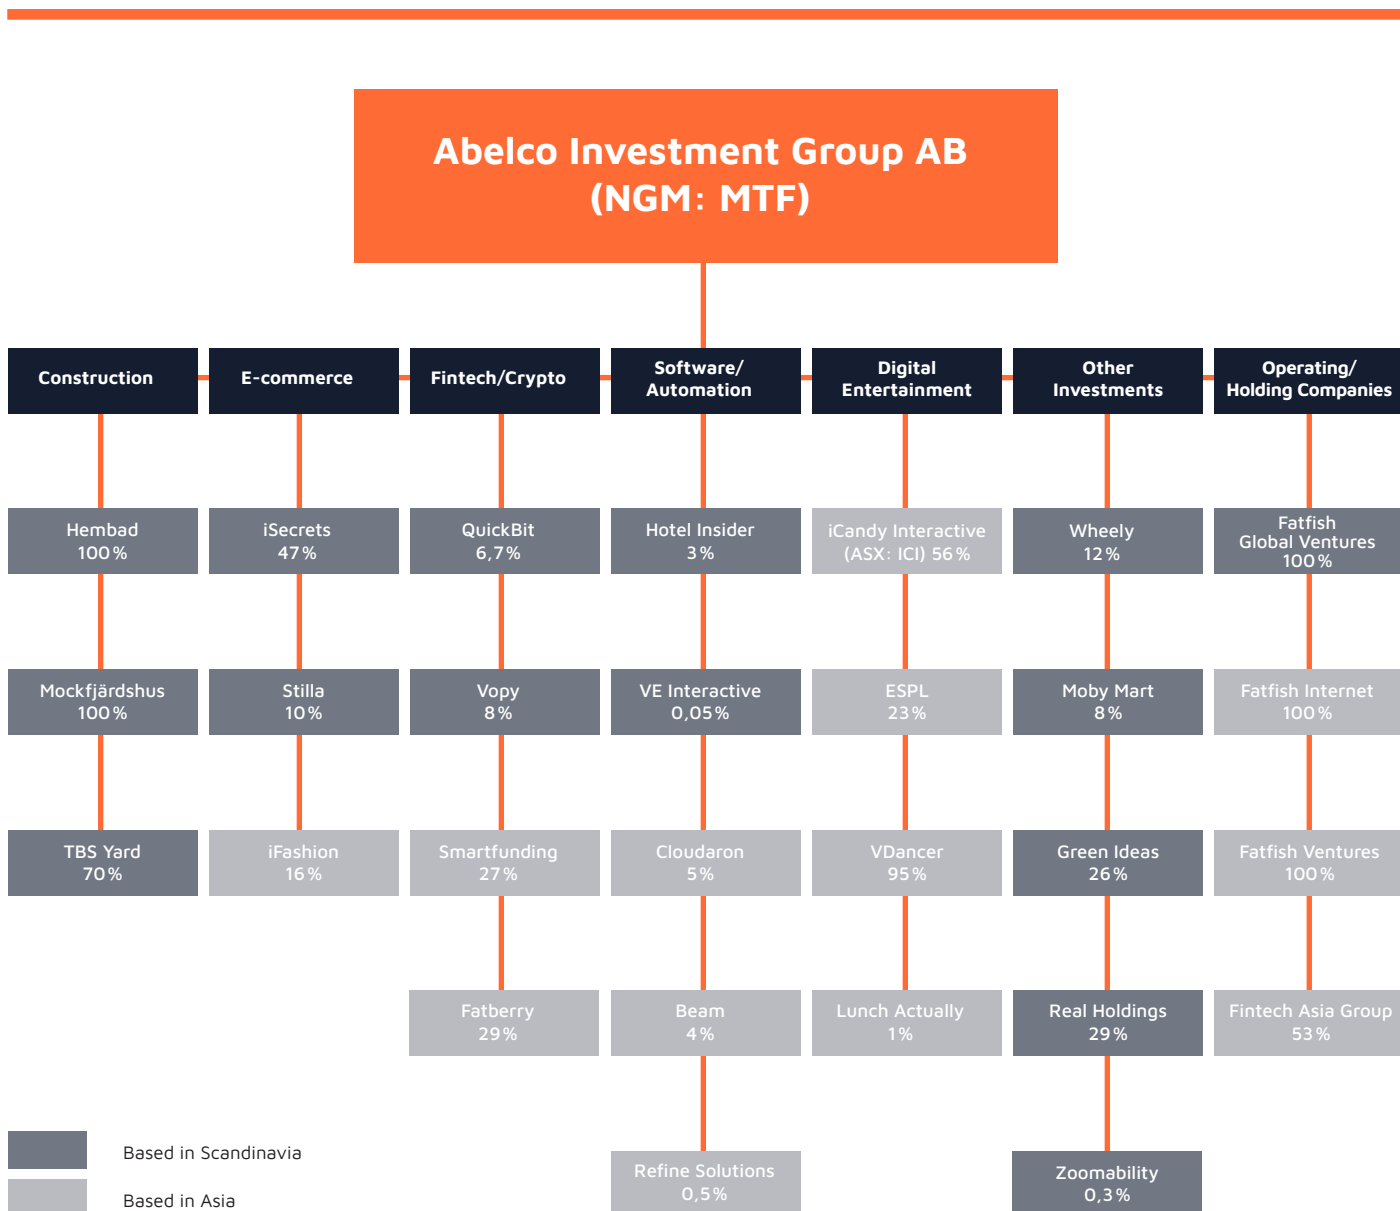 Abelco Investment Group AB
(NGM: MTF)
Construction
E-commerce
Fintech/Crypto
Software/
Automation
Digital
Entertainment
Other
Investments
Operating/
Holding Companies
Hembad
100%
iSecrets
47%
QuickBit
6,7%
Hotel Insider
3%
iCandy Interactive
(ASX: ICI) 56%
Wheely
12%
Fatfish
Global Ventures
100%
Mockfjärdshus
100%
Stilla
10%
Vopy
8%
VE Interactive
0,05%
ESPL
23%
Moby Mart
8%
Fatfish Internet
100%
TBS Yard
70%
iFashion
16%
Smartfunding
27%
Cloudaron
5%
VDancer
95%
Green Ideas
26%
Fatfish Ventures
100%
Fatberry
29%
Beam
4%
Lunch Actually
1%
Real Holdings
29%
Fintech Asia Group
53%
Refine Solutions
0,5%
Zoomability
0,3%
Based in Scandinavia
Based in Asia